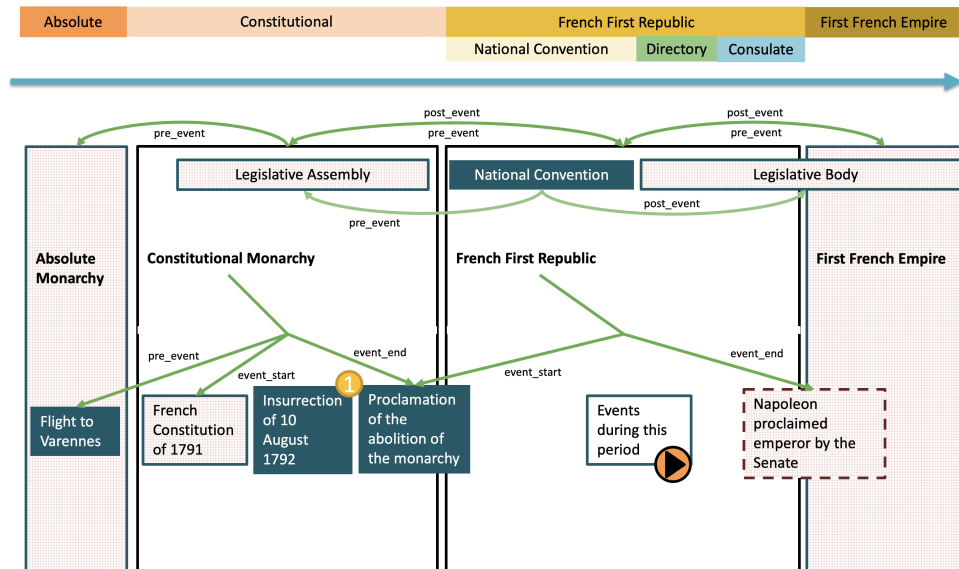 Absolute
Constitutional
French First Republic
First French Empire
National Convention
Directory
Consulate
post_event
post_event
pre_event
pre_event
pre_event
Legislative Assembly
National Convention
Legislative Body
post_event
pre_event
Absolute
Monarchy
Constitutional Monarchy
French First Republic
First French Empire
pre_event
event_end
event_end
event_start
event_start
1
Flight to
Varennes
French
Constitution
of 1791
Insurrection
of 10
August
1792
Proclamation
of the
abolition of
the monarchy
Events
during this
period
Napoleon
proclaimed
emperor by the
Senate